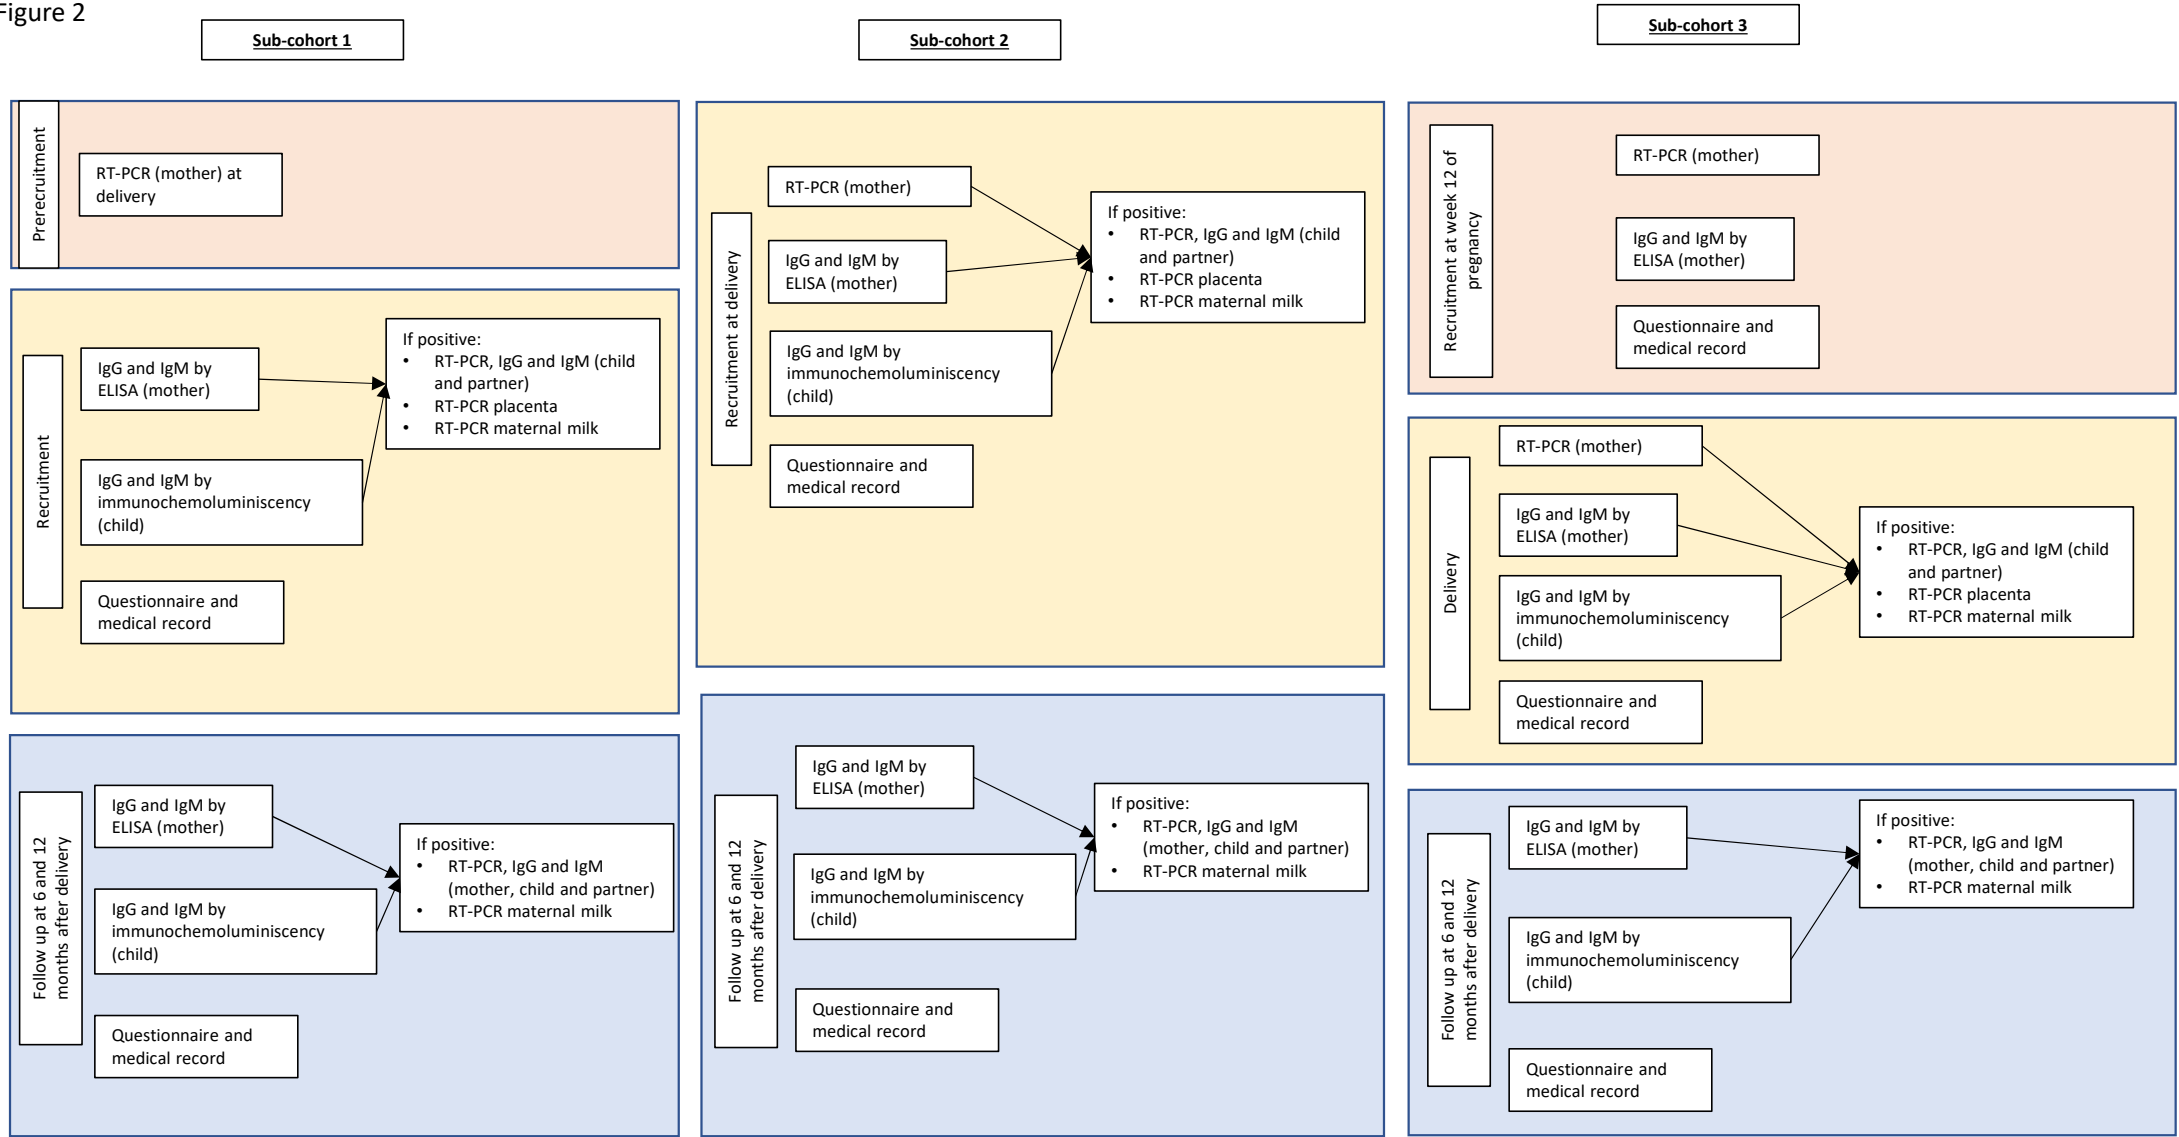 Figure 2
Sub-cohort 1
Prerecruitment
RT-PCR (mother) at
delivery
Recruitment
IgG and IgM by
ELISA (mother)
IgG and IgM by
immunochemoluminiscency
(child)
Questionnaire and
medical record
If positive:
• RT-PCR, IgG and IgM (child
and partner)
• RT-PCR placenta
• RT-PCR maternal milk
Follow up at 6 and 12
months after delivery
IgG and IgM by
ELISA (mother)
IgG and IgM by
immunochemoluminiscency
(child)
Questionnaire and
medical record
If positive:
• RT-PCR, IgG and IgM
(mother, child and partner)
• RT-PCR maternal milk
Sub-cohort 2
Recruitment at delivery
RT-PCR (mother)
IgG and IgM by
ELISA (mother)
IgG and IgM by
immunochemoluminiscency
(child)
Questionnaire and
medical record
If positive:
• RT-PCR, IgG and IgM (child
and partner)
• RT-PCR placenta
• RT-PCR maternal milk
Follow up at 6 and 12
months after delivery
IgG and IgM by
ELISA (mother)
IgG and IgM by
immunochemoluminiscency
(child)
Questionnaire and
medical record
If positive:
• RT-PCR, IgG and IgM
(mother, child and partner)
• RT-PCR maternal milk
Sub-cohort 3
Recruitment at week 12 of
pregnancy
RT-PCR (mother)
IgG and IgM by
ELISA (mother)
Questionnaire and
medical record
Delivery
RT-PCR (mother)
IgG and IgM by
ELISA (mother)
IgG and IgM by
immunochemoluminiscency
(child)
Questionnaire and
medical record
If positive:
• RT-PCR, IgG and IgM (child
and partner)
• RT-PCR placenta
• RT-PCR maternal milk
Follow up at 6 and 12
months after delivery
IgG and IgM by
ELISA (mother)
IgG and IgM by
immunochemoluminiscency
(child)
Questionnaire and
medical record
If positive:
• RT-PCR, IgG and IgM
(mother, child and partner)
• RT-PCR maternal milk